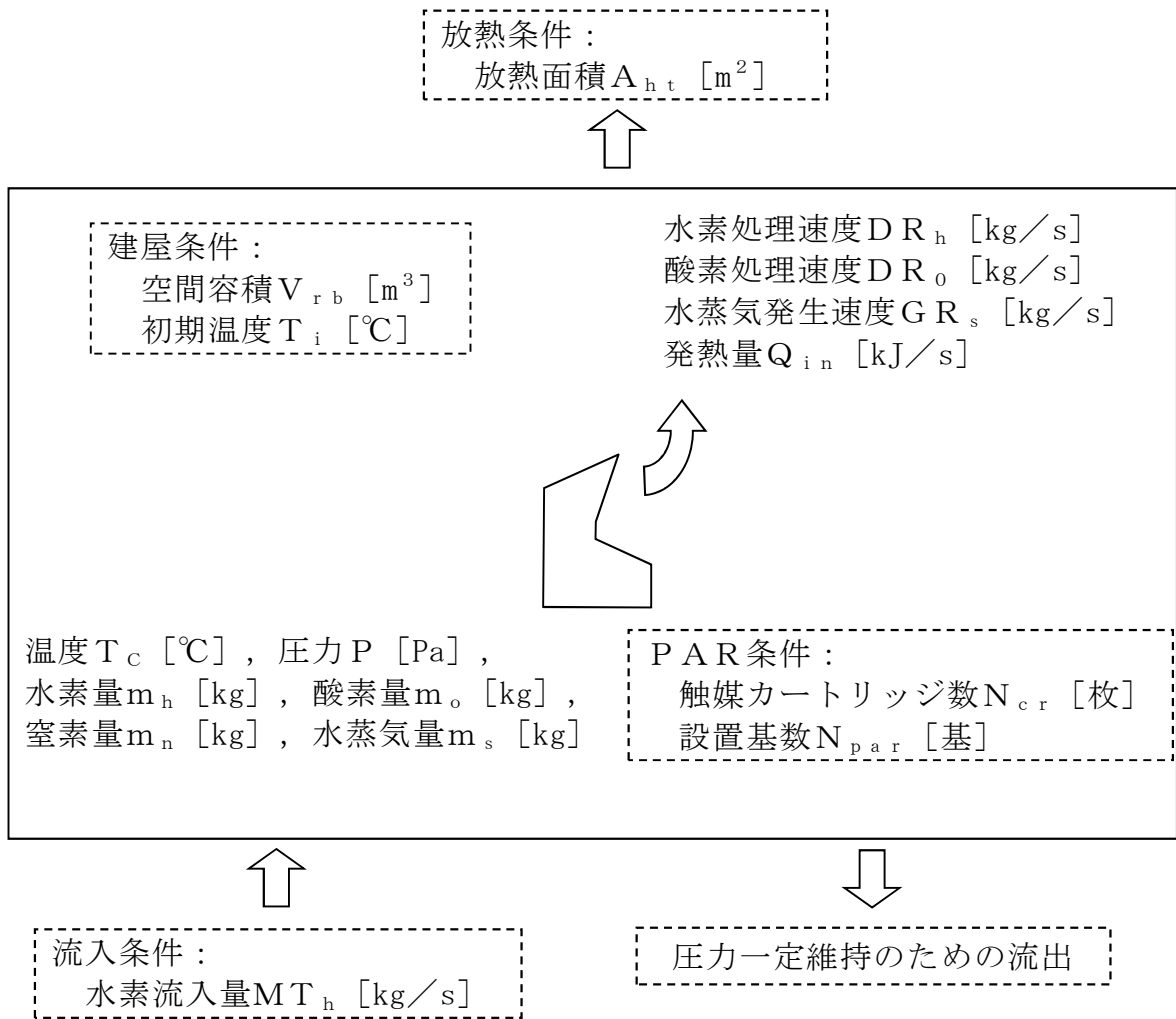 放熱条件：
放熱面積Ａｈｔ［m²］
建屋条件：
空間容積Ｖｒｂ［m³］
初期温度Ｔｉ［℃］
水素処理速度ＤＲｈ［kg／s］
酸素処理速度ＤＲ０［kg／s］
水蒸気発生速度ＧＲｓ［kg／s］
発熱量Ｑｉｎ［kJ／s］
温度ＴＣ［℃］，圧力Ｐ［Pa］，
水素量ｍｈ［kg］，酸素量ｍｏ［kg］，
窒素量ｍｎ［kg］，水蒸気量ｍｓ［kg］
ＰＡＲ条件：
触媒カートリッジ数Ｎｃｒ［枚］
設置基数Ｎｐａｒ［基］
流入条件：
水素流入量ＭＴｈ［kg／s］
圧力一定維持のための流出